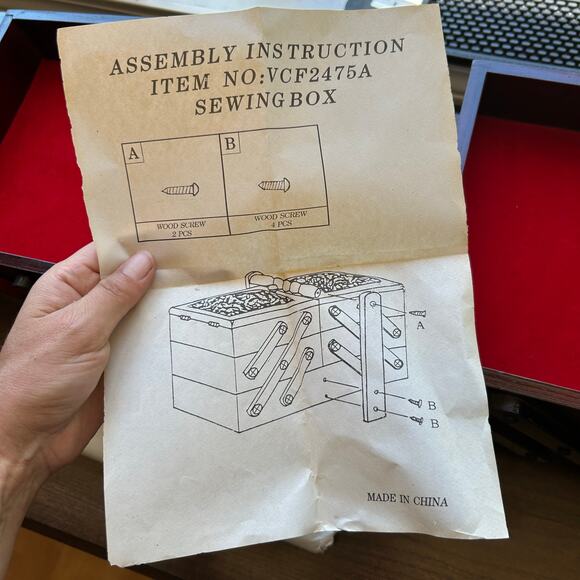 ASSEMBLY INSTRUCTION
ITEM NO:VCF2475A
SEWINGBOX
A
B
WOOD SCREW
2 PCS
WOOD SCREW
4 PCS
A
B
B
MADE IN CHINA